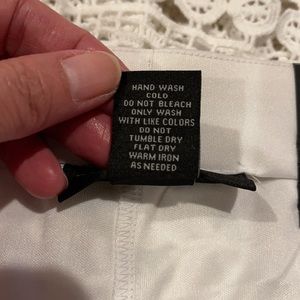 HAND WASH
COLD
DO NOT BLEACH
ONLY WASH
WITH LIKE COLORS
DO NOT
TUMBLE DRY
FLAT DRY
WARM IRON
AS NEEDED